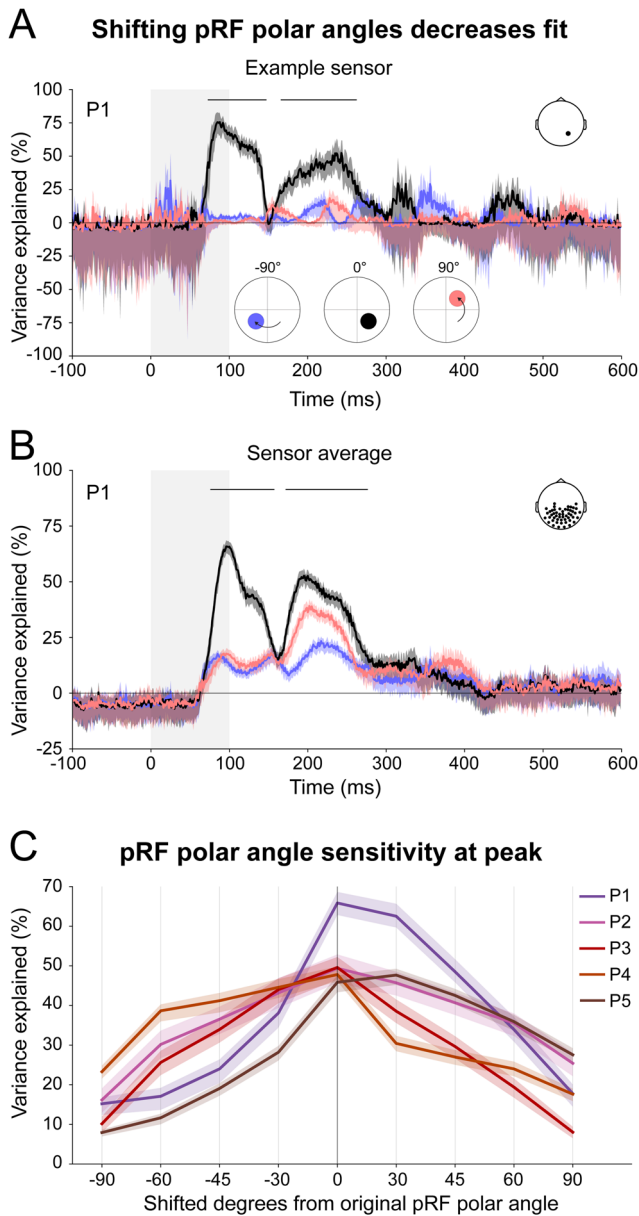 A
Shifting pRF polar angles decreases fit
Example sensor
P1
Variance explained (%)
100
75
50
25
0
-25
-50
-75
-100
-90°
0°
90°
-100
0
100
200
300
400
500
600
Time (ms)
B
Sensor average
P1
Variance explained (%)
100
75
50
25
0
-25
-100
0
100
200
300
400
500
600
Time (ms)
C
pRF polar angle sensitivity at peak
Variance explained (%)
70
60
50
40
30
20
10
0
P1
P2
P3
P4
P5
-90
-60
-45
-30
0
30
45
60
90
Shifted degrees from original pRF polar angle